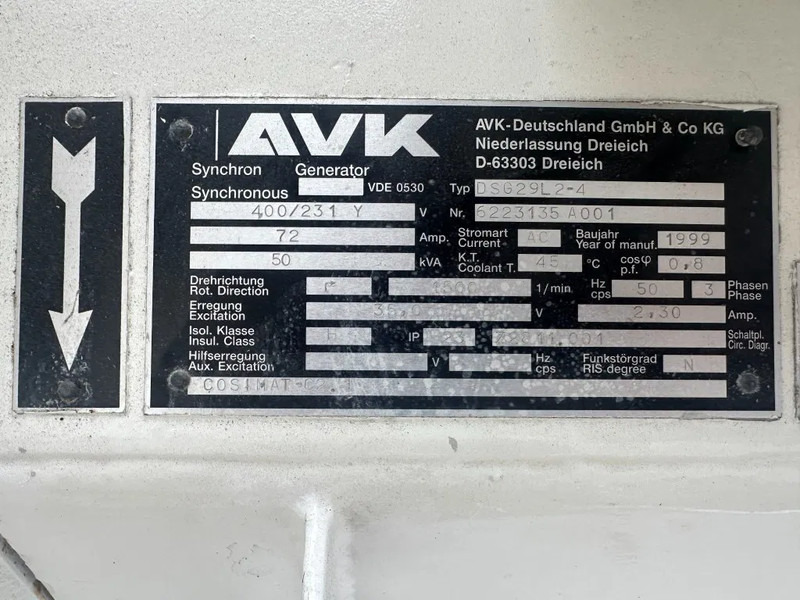 AVK
AVK-Deutschland GmbH & Co KG
Niederlassung Dreieich
D-63303 Dreieich
Synchron Generator
Synchronous VDE 0530 Typ DSG29L2-4
400/231 Y V Nr. 6223135 A001
72 Amp. Stromart Current AC Baujahr Year of manuf. 1999
50 kVA K.T. Coolant T. 45 °C cosφ p.f. 0,8
Drehrichtung Rot. Direction 1500 1/min Hz cps 50 3 Phasen Phase
Erregung Excitation V 2,30 Amp.
Isol. Klasse Insul. Class H IP 23 Schaltpl. Circ. Diagr.
Hilfserregung Aux. Excitation V Hz cps Funkstörgrad RIS degree N